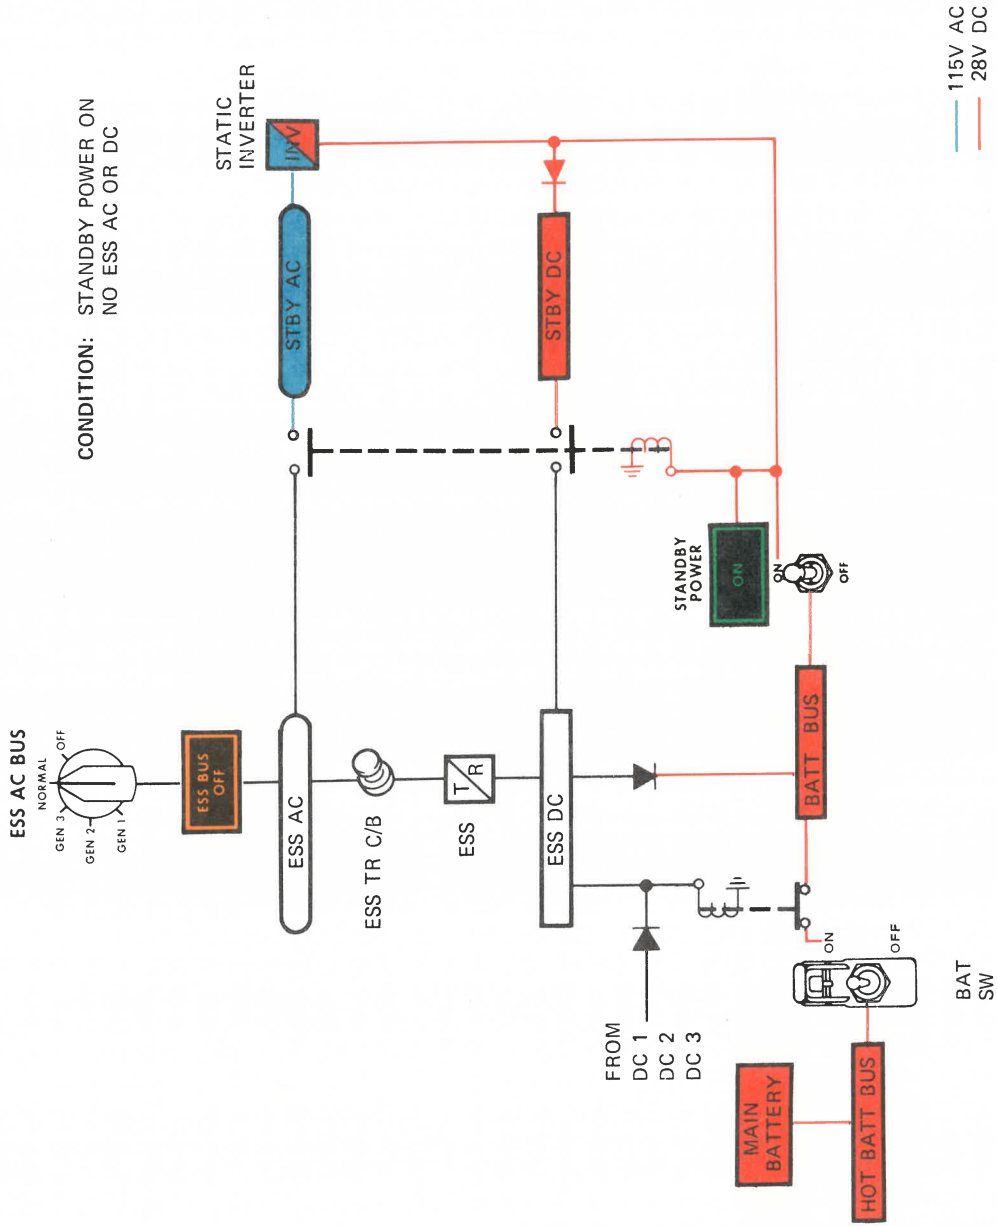 CONDITION: STANDBY POWER ON
NO ESS AC OR DC
ESS AC BUS
NORMAL
OFF
GEN 3
GEN 2
GEN 1
ESS BUS
OFF
ESS AC
STBY AC
STATIC
INVERTER
INV
ESS TR C/B
ESS
T
R
ESS DC
STBY DC
FROM
DC 1
DC 2
DC 3
STANDBY
POWER
ON
ON
OFF
MAIN
BATTERY
HOT BATT BUS
ON
OFF
BAT
SW
BATT BUS
115V AC
28V DC